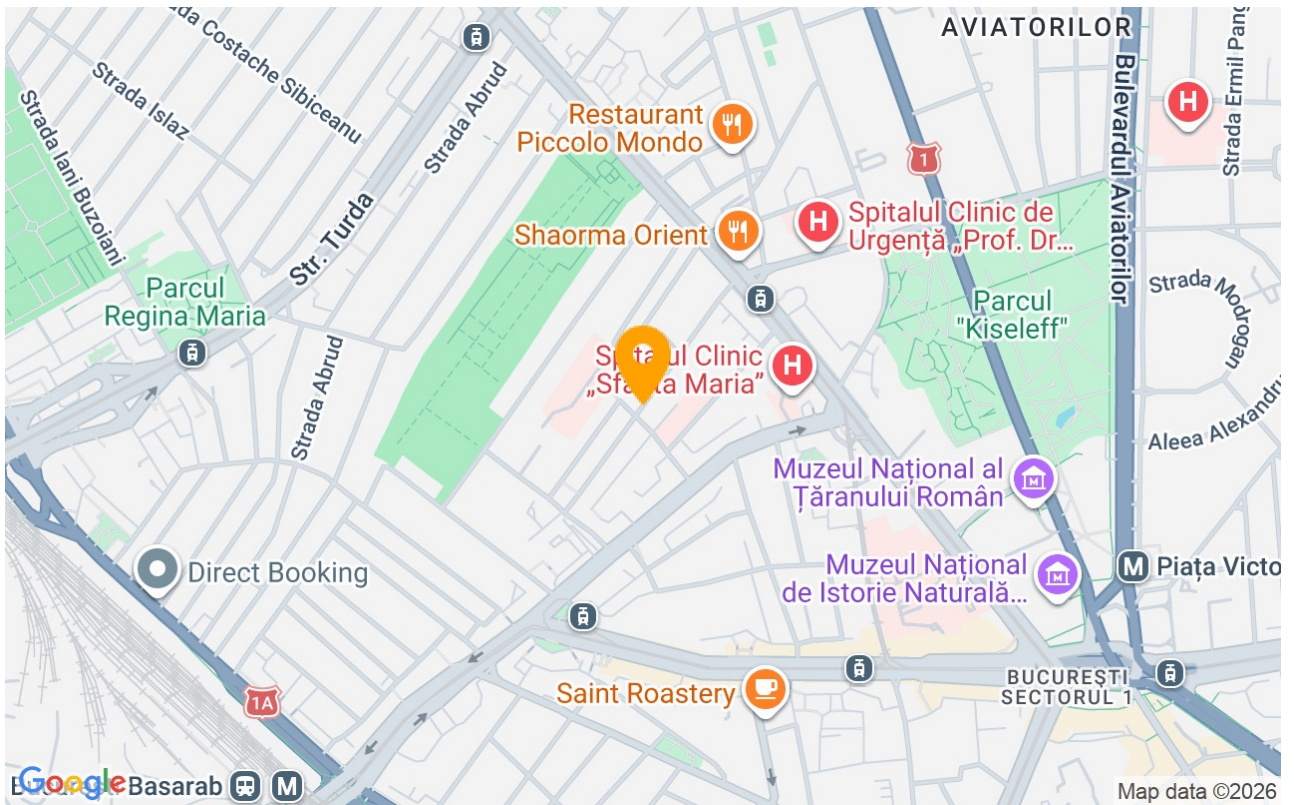 AVIATORILOR
da Costache Sibiceanu
Strada Islaz
Strada Abrud
Strada Iani Buzoiani
Bulevardul Aviatorilor
Strada Ermil Pang
H
Restaurant
Piccolo Mondo
1
Str. Turda
Shaorma Orient
H
Spitalul Clinic de
Urgență „Prof. Dr...
Parcul
Regina Maria
Parcul
"Kiseleff"
Strada Modrogan
Strada Abrud
Spitalul Clinic
„Sfânta Maria”
H
Aleea Alexandru
Muzeul Național al
Țăranului Român
Direct Booking
Muzeul Național
de Istorie Naturală...
M Piața Victo
Saint Roastery
BUCUREȘTI
SECTORUL 1
1A
Google
Basarab
M
Map data ©2026